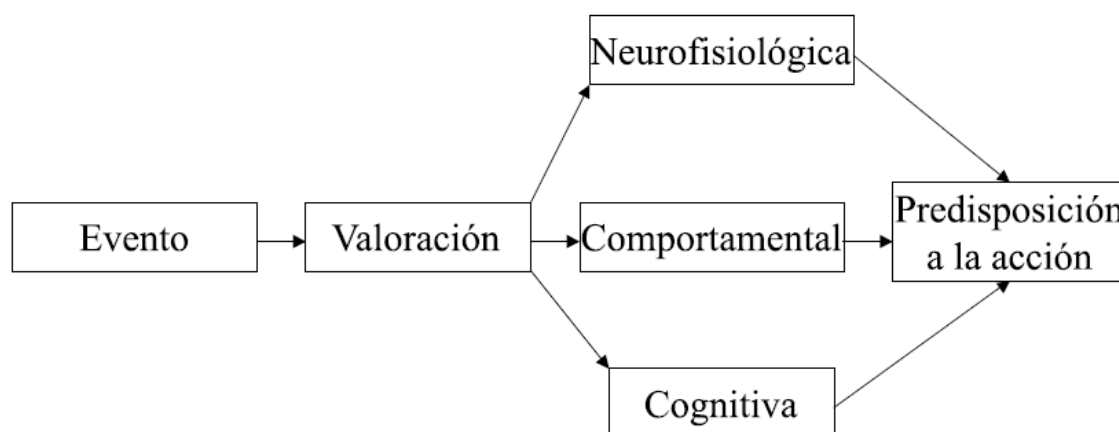 Neurofisiológica
Evento
Valoración
Comportamental
Predisposición
a la acción
Cognitiva